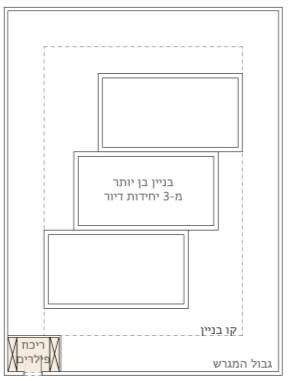 בניין בן יותר
מ-3 יחידות דיור
קו בניין
ריכוז
פילרים
גבול המגרש